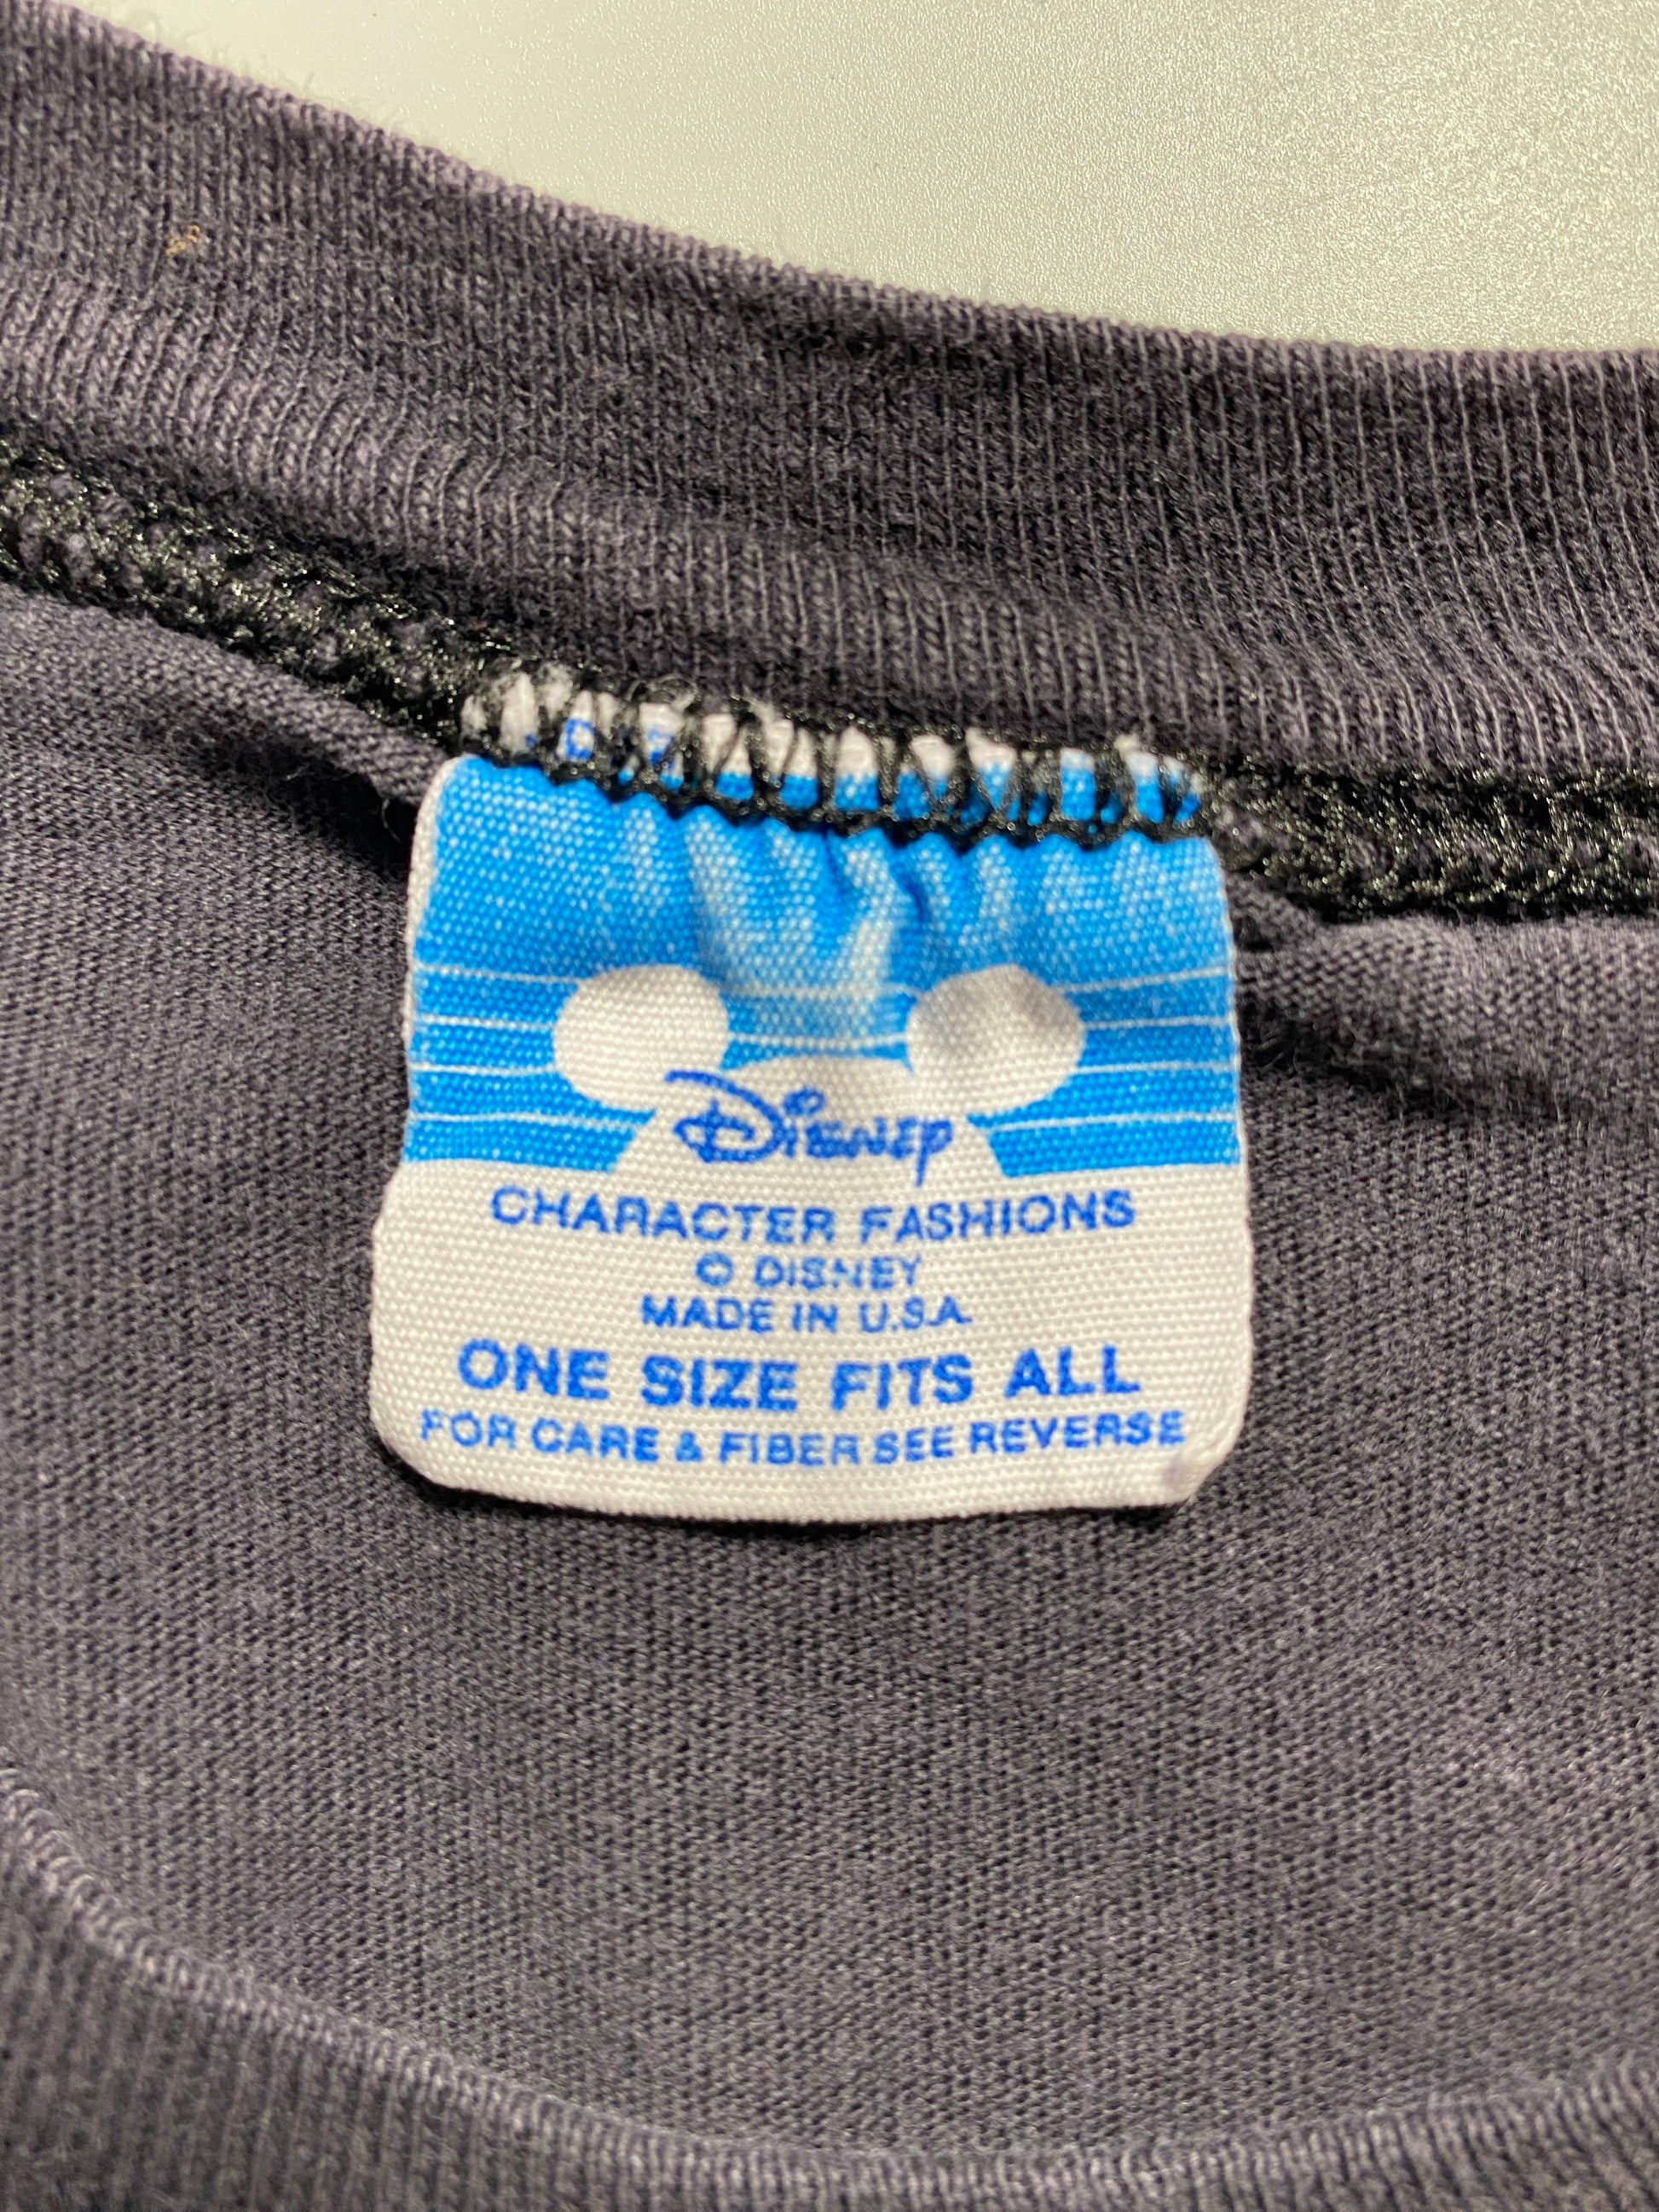 Disney
CHARACTER FASHIONS
© DISNEY
MADE IN U.S.A.
ONE SIZE FITS ALL
FOR CARE & FIBER SEE REVERSE